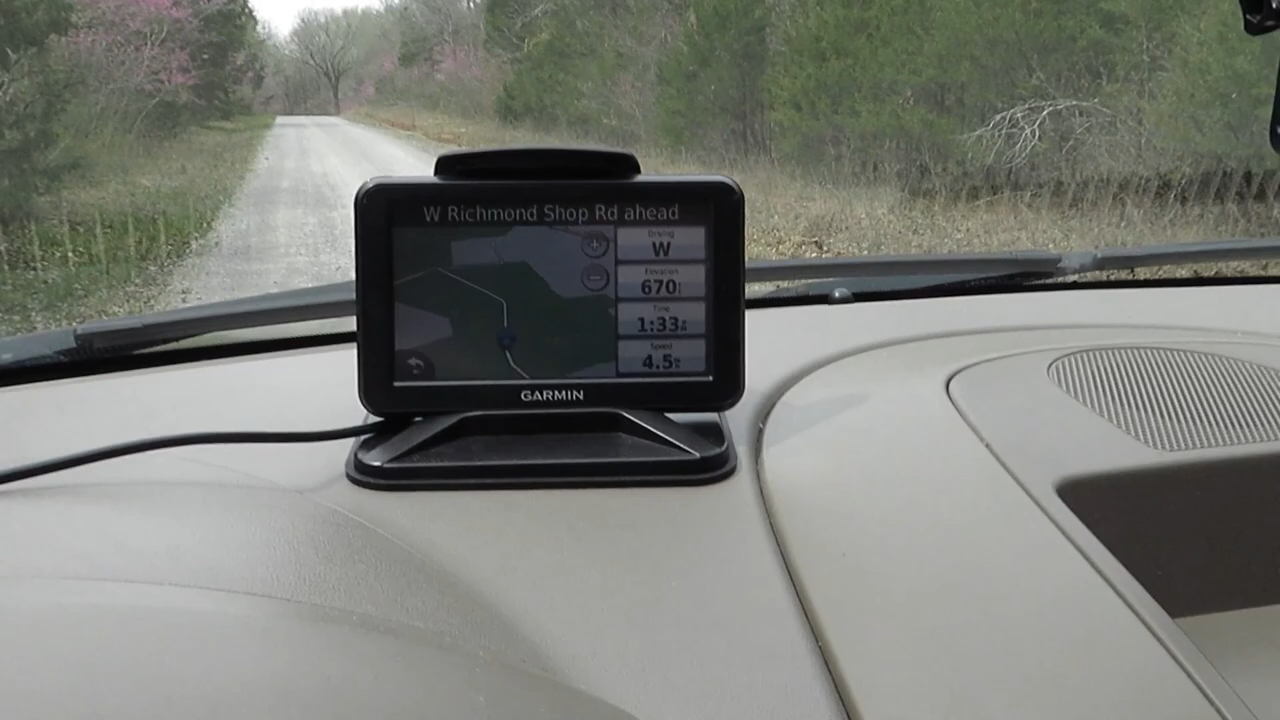 W Richmond Shop Rd ahead
Driving
W
Elevation
670
Time
1:33
Speed
4.5
GARMIN